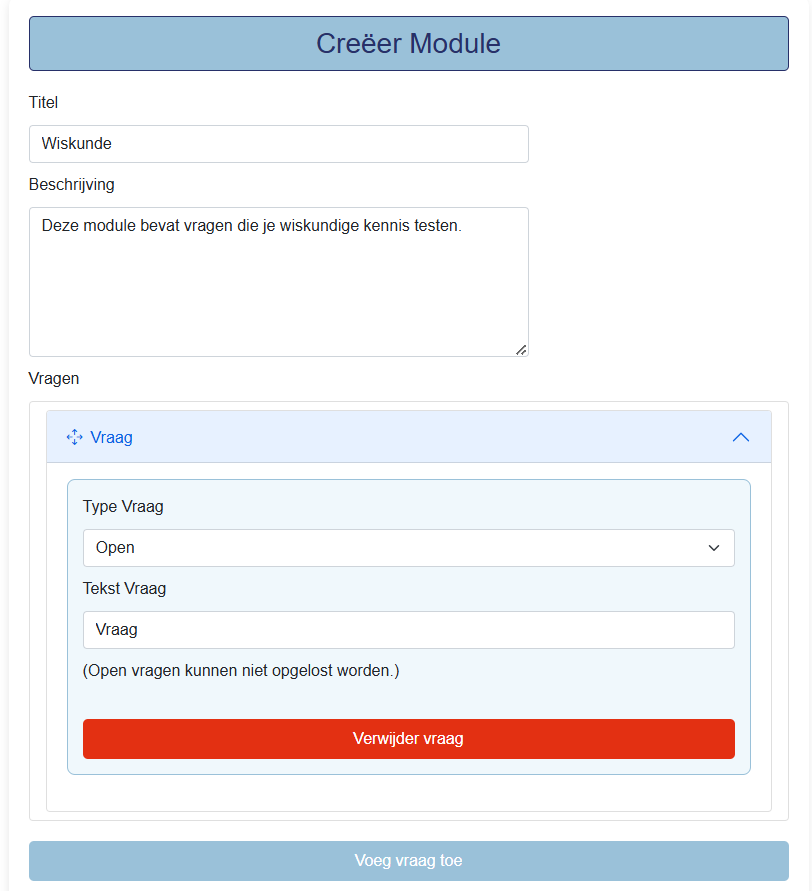 Creëer Module
Titel
Wiskunde
Beschrijving
Deze module bevat vragen die je wiskundige kennis testen.
Vragen
Vraag
Type Vraag
Open
Tekst Vraag
Vraag
(Open vragen kunnen niet opgelost worden.)
Verwijder vraag
Voeg vraag toe